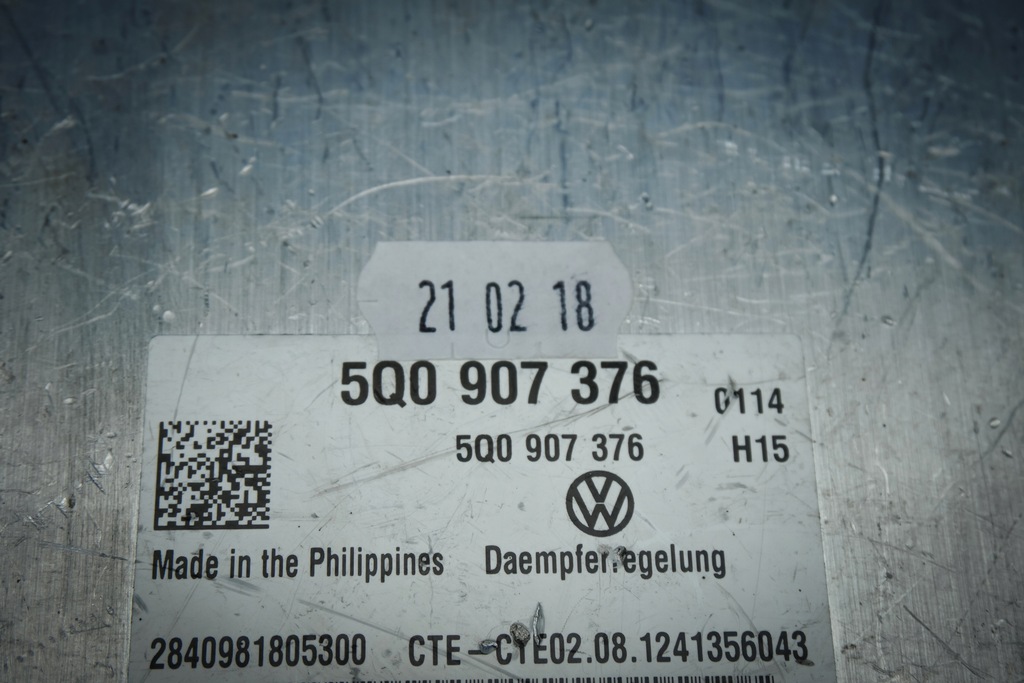 21 02 18
5Q0 907 376 0114
5Q0 907 376 H15
Made in the Philippines Daempferregelung
2840981805300 CTE – C1E02.08.1241356043